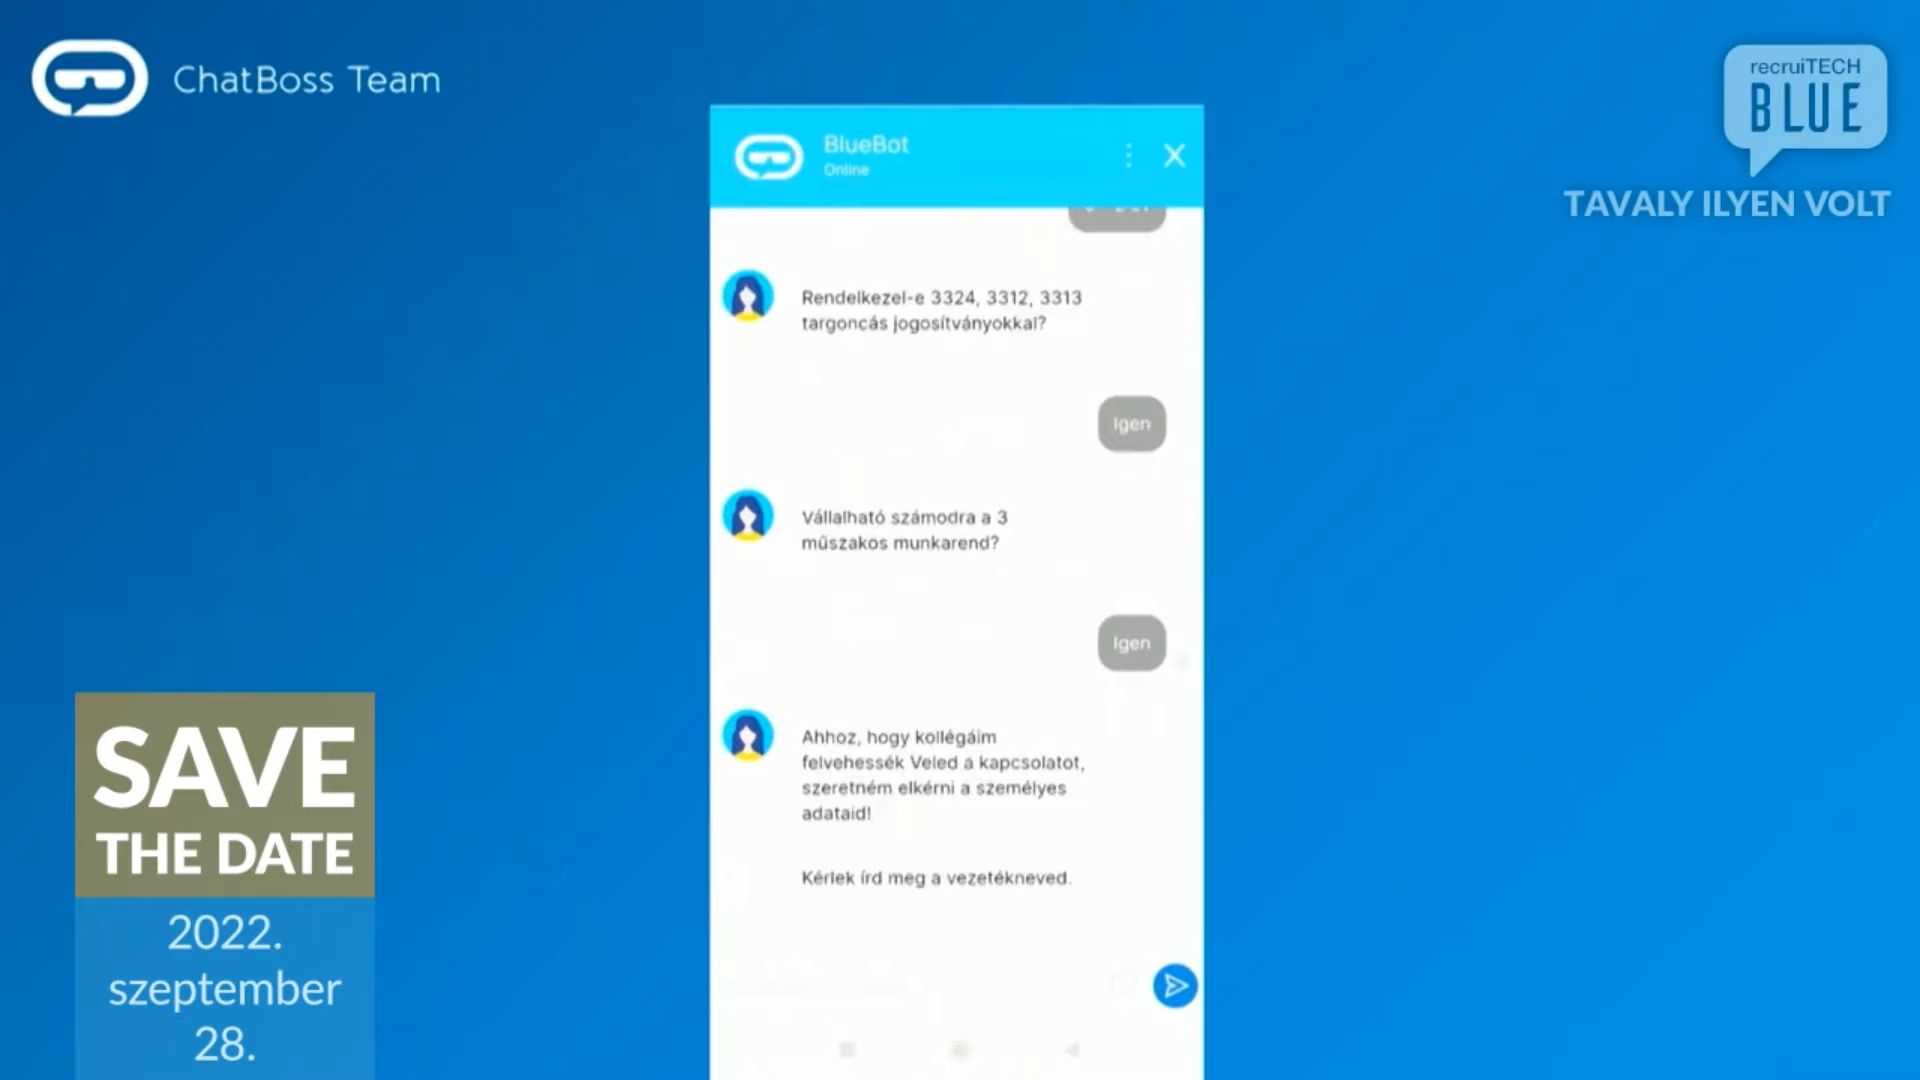 ChatBoss Team
recruiTECH
BLUE
TAVALY ILYEN VOLT
BlueBot
Online
Rendelkezel-e 3324, 3312, 3313
targoncás jogosítványokkal?
Igen
Vállalható számodra a 3
műszakos munkarend?
Igen
Ahhoz, hogy kollégáim
felvehessék Veled a kapcsolatot,
szeretném elkérni a személyes
adataid!
Kérlek írd meg a vezetékneved.
SAVE
THE DATE
2022.
szeptember
28.